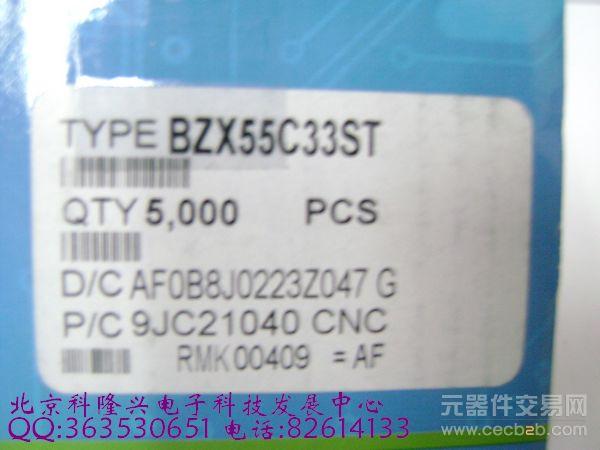 TYPE BZX55C33ST
QTY 5,000 PCS
D/C AF0B8J0223Z047 G
P/C 9JC21040 CNC
RMK 00409 = AF
北京科隆兴电子科技发展中心
QQ:363530651 电话:82614133
元器件交易网
www.cecb2b.com